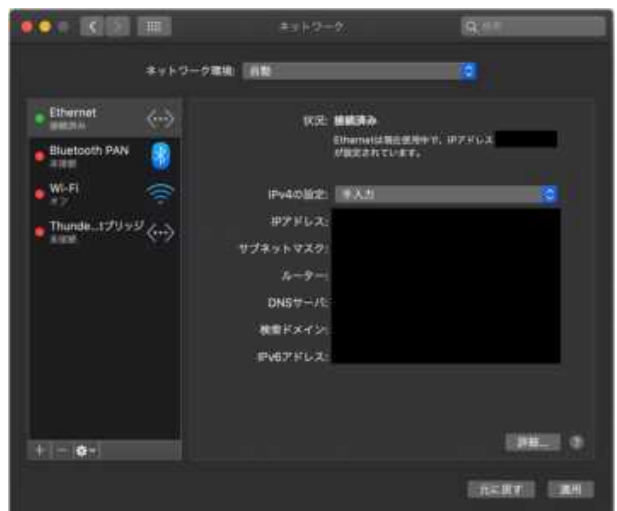 ネットワーク
検索
ネットワーク環境: 自動
Ethernet
接続済み
Bluetooth PAN
未接続
Wi-Fi
オフ
Thunde...tブリッジ
未接続
状況: 接続済み
Ethernetは現在使用中で、IPアドレス
が設定されています。
IPv4の設定: 手入力
IPアドレス:
サブネットマスク:
ルーター:
DNSサーバ:
検索ドメイン:
IPv6アドレス:
詳細...
?
元に戻す
適用